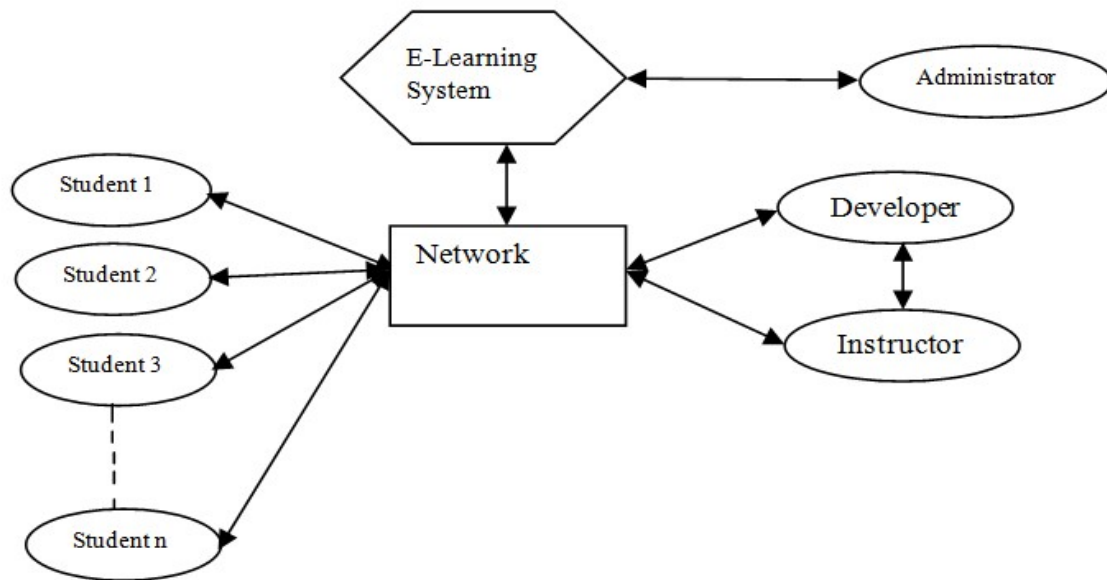 E-Learning
System
Administrator
Student 1
Developer
Student 2
Network
Student 3
Instructor
Student n